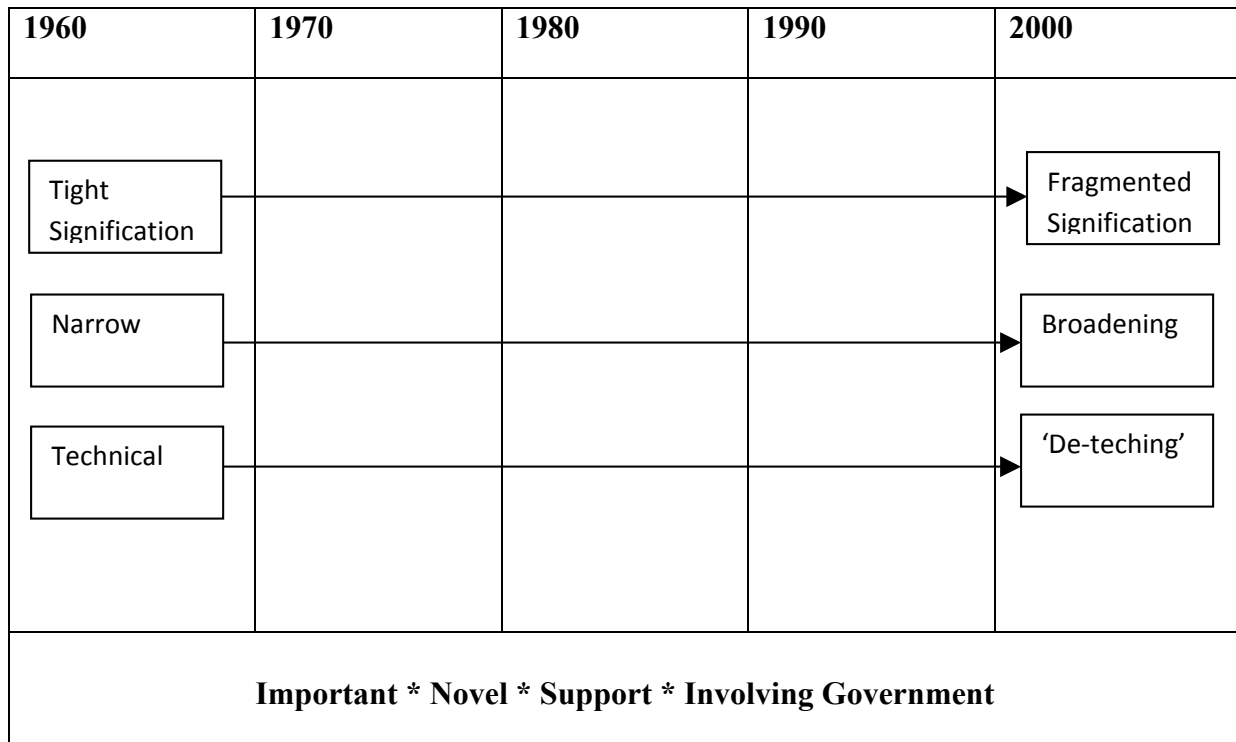 1960 1970 1980 1990 2000
Tight
Signification
Fragmented
Signification
Narrow
Broadening
Technical
‘De-teching’
Important * Novel * Support * Involving Government